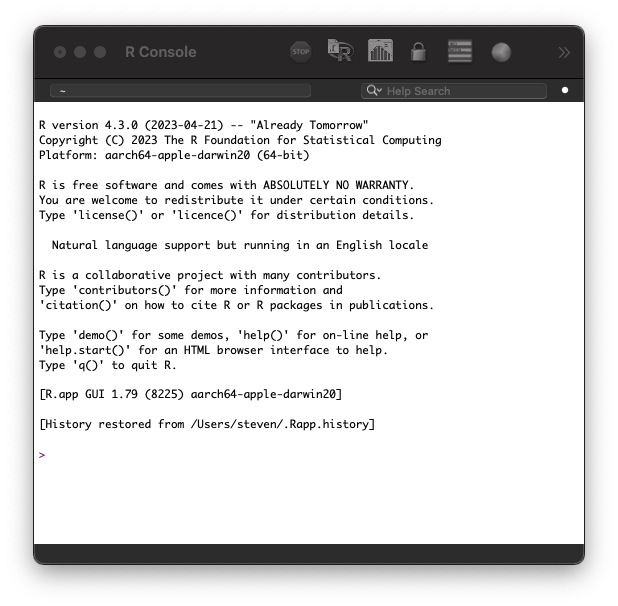 R Console
STOP
~
Help Search
R version 4.3.0 (2023-04-21) -- "Already Tomorrow"
Copyright (C) 2023 The R Foundation for Statistical Computing
Platform: aarch64-apple-darwin20 (64-bit)
R is free software and comes with ABSOLUTELY NO WARRANTY.
You are welcome to redistribute it under certain conditions.
Type 'license()' or 'licence()' for distribution details.
Natural language support but running in an English locale
R is a collaborative project with many contributors.
Type 'contributors()' for more information and
'citation()' on how to cite R or R packages in publications.
Type 'demo()' for some demos, 'help()' for on-line help, or
'help.start()' for an HTML browser interface to help.
Type 'q()' to quit R.
[R.app GUI 1.79 (8225) aarch64-apple-darwin20]
[History restored from /Users/steven/.Rapp.history]
>